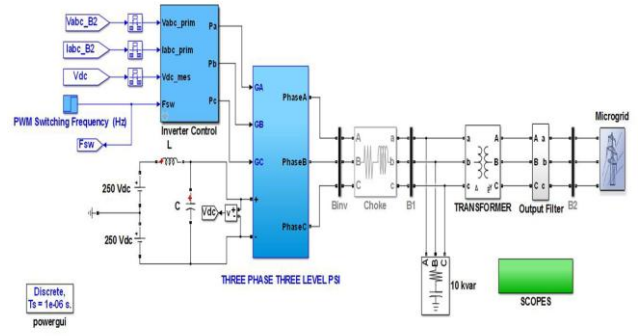 Vabc_B2
Vabc_prim
Pa
Iabc_B2
Iabc_prim
Pb
Vdc
Vdc_mes
Pc
Fsw
PWM Switching Frequency (Hz)
Inverter Control
Fsw
GA
GB
GC
+
-
PhaseA
PhaseB
PhaseC
L
250 Vdc
C
Vdc
v
+
-
250 Vdc
THREE PHASE THREE LEVEL PSI
A
B
C
BInv
Choke
a
b
c
B1
a A
b B
c C
TRANSFORMER
A a
B b
C c
Output Filter
B2
Microgrid
A B C
10 kvar
SCOPES
Discrete,
Ts = 1e-06 s.
powergui